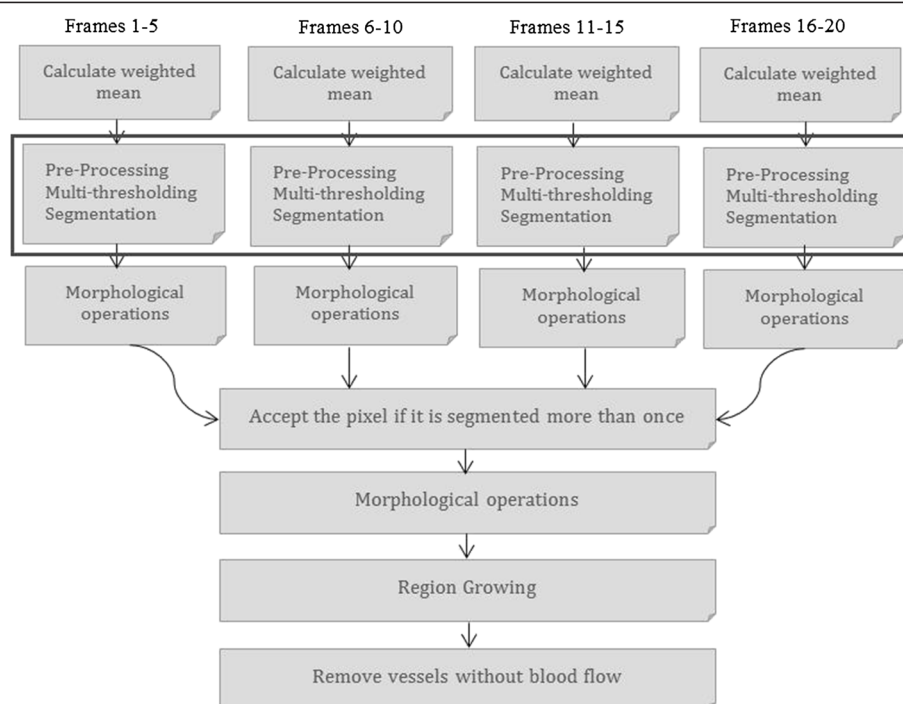 Frames 1-5
Frames 6-10
Frames 11-15
Frames 16-20
Calculate weighted
mean
Calculate weighted
mean
Calculate weighted
mean
Calculate weighted
mean
Pre-Processing
Multi-thresholding
Segmentation
Pre-Processing
Multi-thresholding
Segmentation
Pre-Processing
Multi-thresholding
Segmentation
Pre-Processing
Multi-thresholding
Segmentation
Morphological
operations
Morphological
operations
Morphological
operations
Morphological
operations
Accept the pixel if it is segmented more than once
Morphological operations
Region Growing
Remove vessels without blood flow